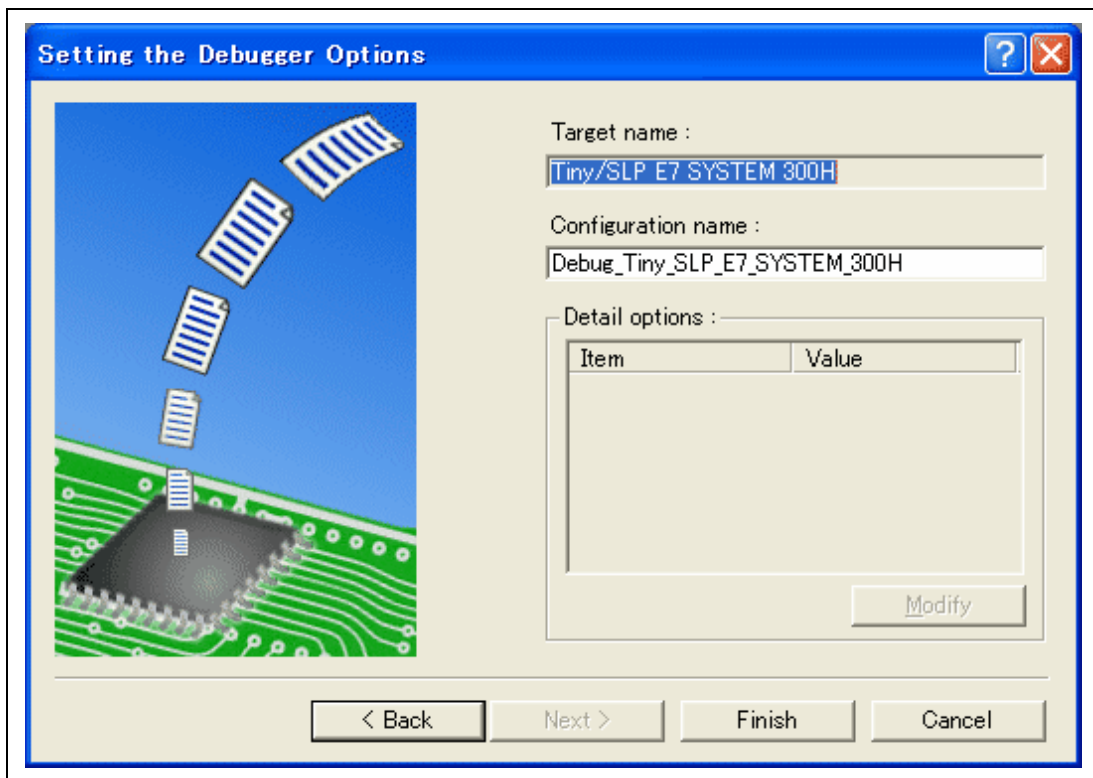 Setting the Debugger Options
Target name :
Tiny/SLP E7 SYSTEM 300H
Configuration name :
Debug_Tiny_SLP_E7_SYSTEM_300H
Detail options :
Item Value
Modify
< Back Next > Finish Cancel